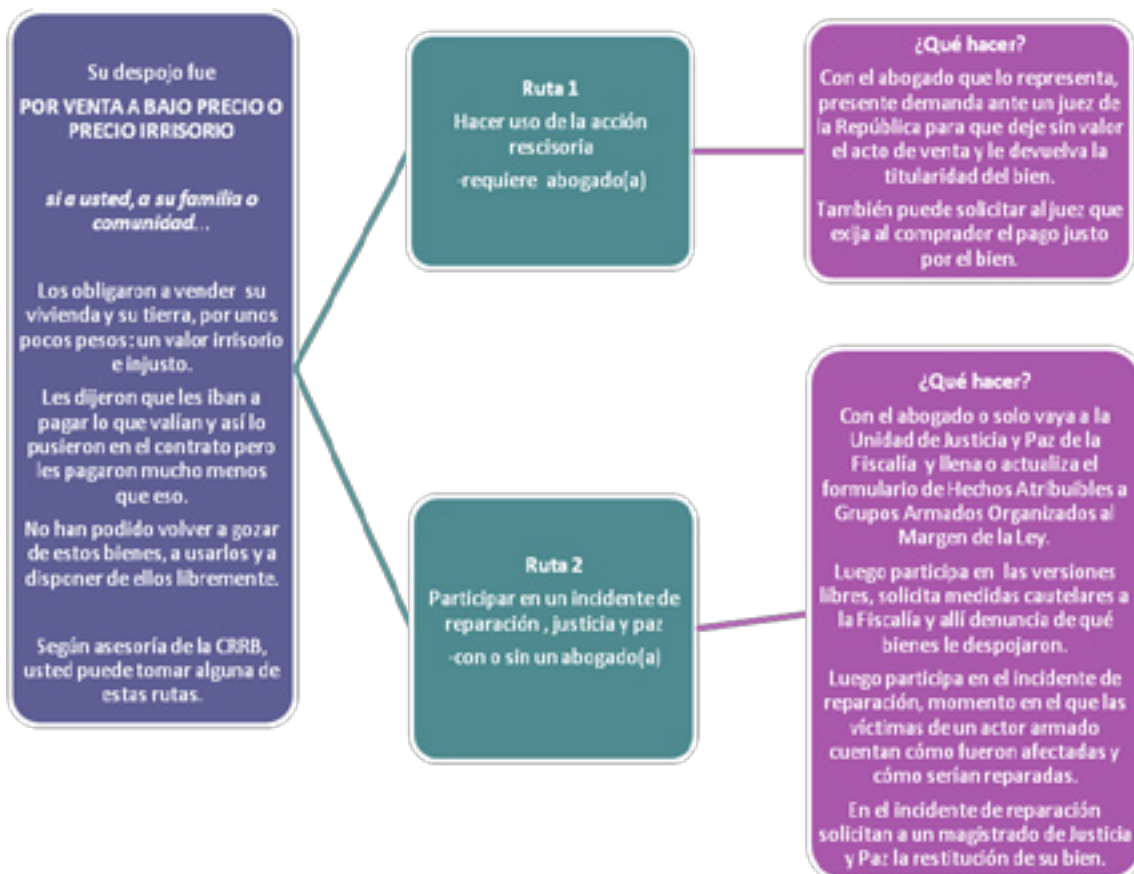 Su despojo fue
POR VENTA A BAJO PRECIO O
PRECIO IRRISORIO
si a usted, a su familia o
comunidad...
Los obligaron a vender su
vivienda y su tierra, por unos
pocos pesos: un valor irrisorio
e injusto.
Les dijeron que les iban a
pagar lo que valían y así lo
pusieron en el contrato pero
les pagaron mucho menos
que eso.
No han podido volver a gozar
de estos bienes, a usarlos y a
disponer de ellos libremente.
Según asesoría de la CRRB,
usted puede tomar alguna de
estas rutas.
Ruta 1
Hacer uso de la acción
rescisoria
-requiere abogado(a)
¿Qué hacer?
Con el abogado que lo representa,
presente demanda ante un juez de
la República para que deje sin valor
el acto de venta y le devuelva la
titularidad del bien.
También puede solicitar al juez que
exija al comprador el pago justo
por el bien.
Ruta 2
Participar en un incidente de
reparación , justicia y paz
-con o sin un abogado(a)
¿Qué hacer?
Con el abogado o solo vaya a la
Unidad de Justicia y Paz de la
Fiscalía y llena o actualiza el
formulario de Hechos Atribuibles a
Grupos Armados Organizados al
Margen de la Ley.
Luego participa en las versiones
libres, solicita medidas cautelares a
la Fiscalía y allí denuncia de qué
bienes le despojaron.
Luego participa en el incidente de
reparación, momento en el que las
víctimas de un actor armado
cuentan cómo fueron afectadas y
cómo serían reparadas.
En el incidente de reparación
solicitan a un magistrado de Justicia
y Paz la restitución de su bien.